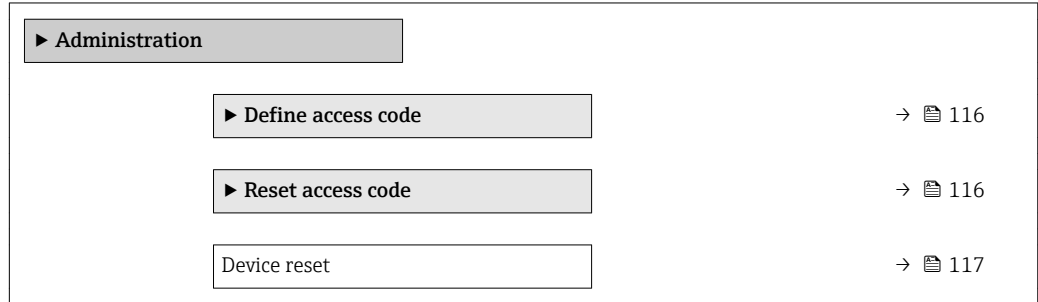 ▶ Administration
▶ Define access code → 116
▶ Reset access code → 116
Device reset → 117